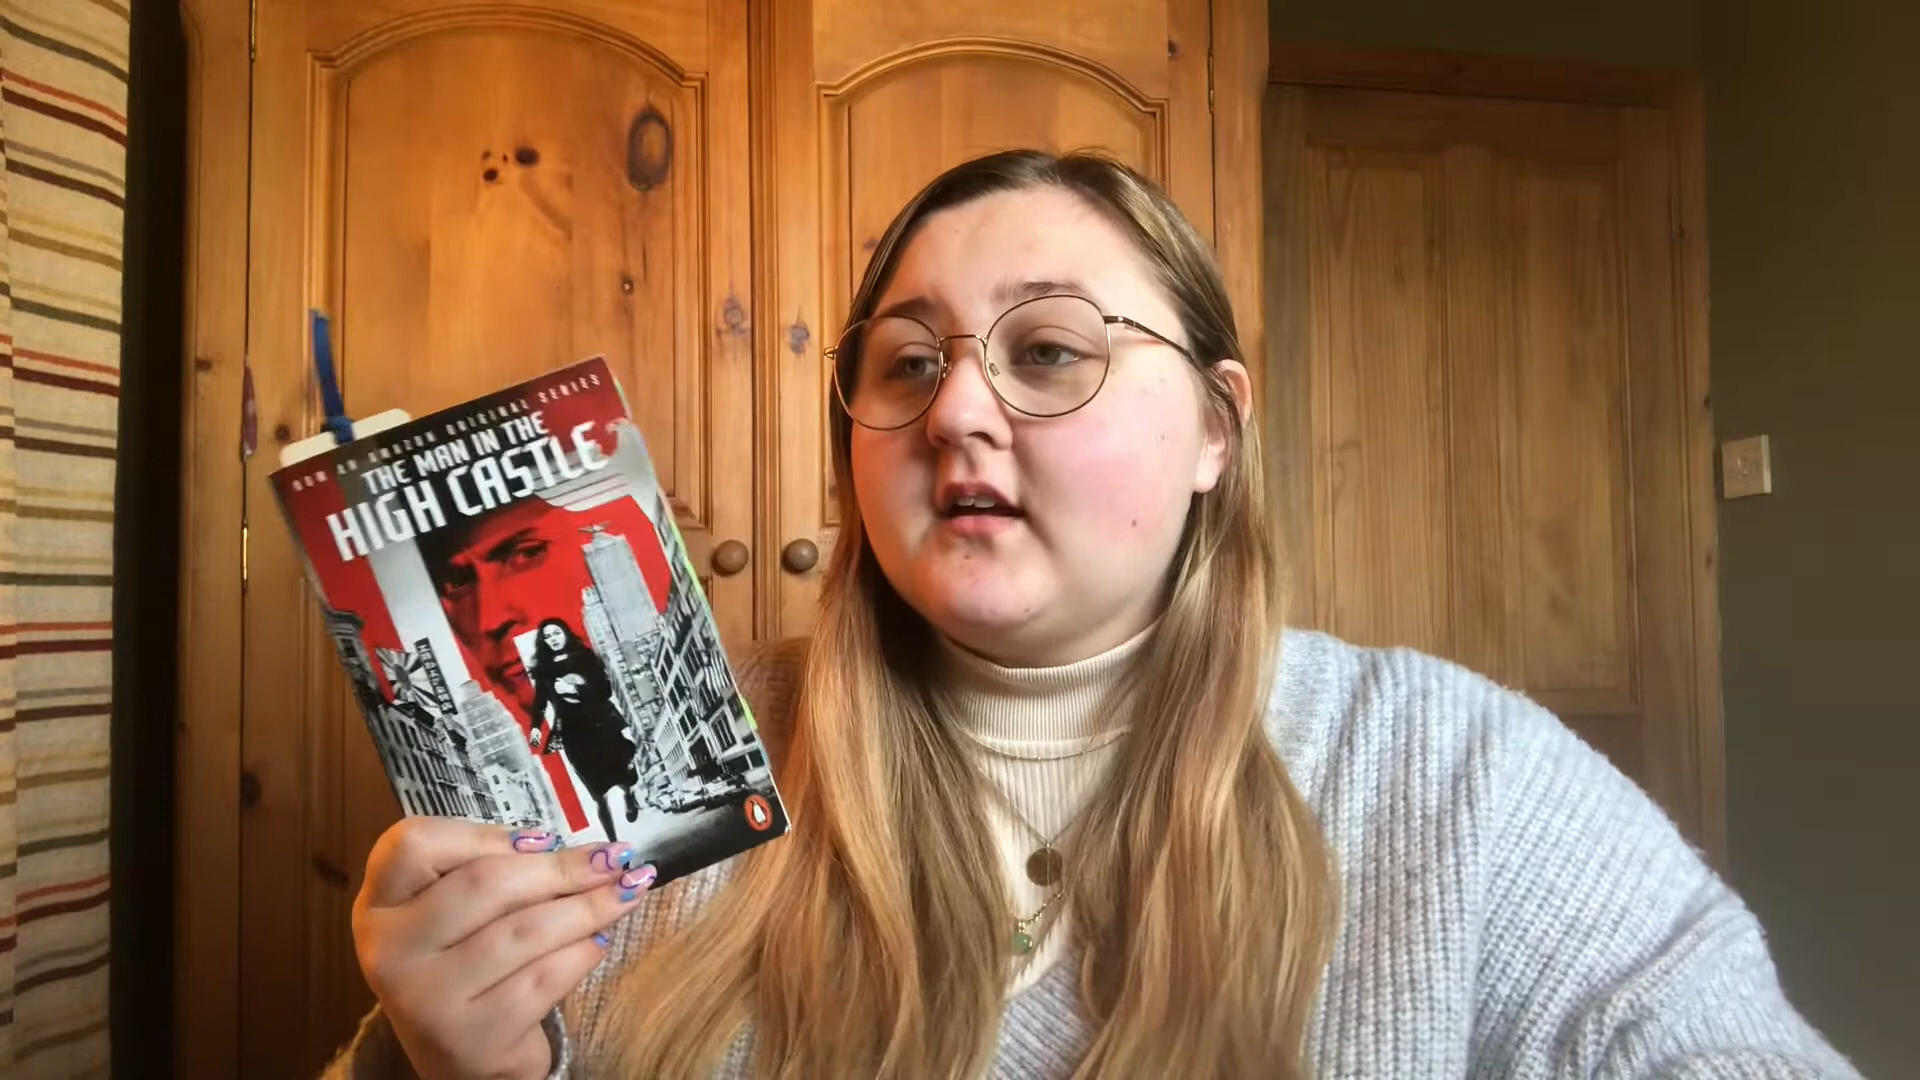 NOW AN AMAZON ORIGINAL SERIES
THE MAN IN THE
HIGH CASTLE